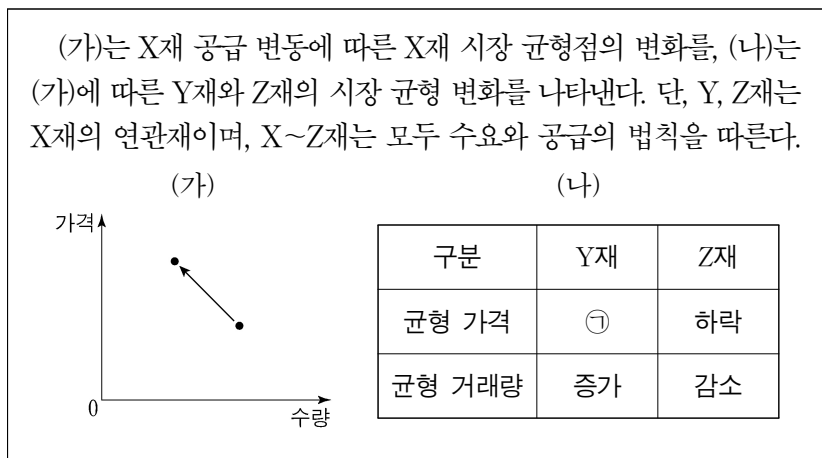 (가)는 X재 공급 변동에 따른 X재 시장 균형점의 변화를, (나)는
(가)에 따른 Y재와 Z재의 시장 균형 변화를 나타낸다. 단, Y, Z재는
X재의 연관재이며, X~Z재는 모두 수요와 공급의 법칙을 따른다.
(가)
(나)
가격
0
수량
구분 Y재 Z재
균형 가격 ㉠ 하락
균형 거래량 증가 감소